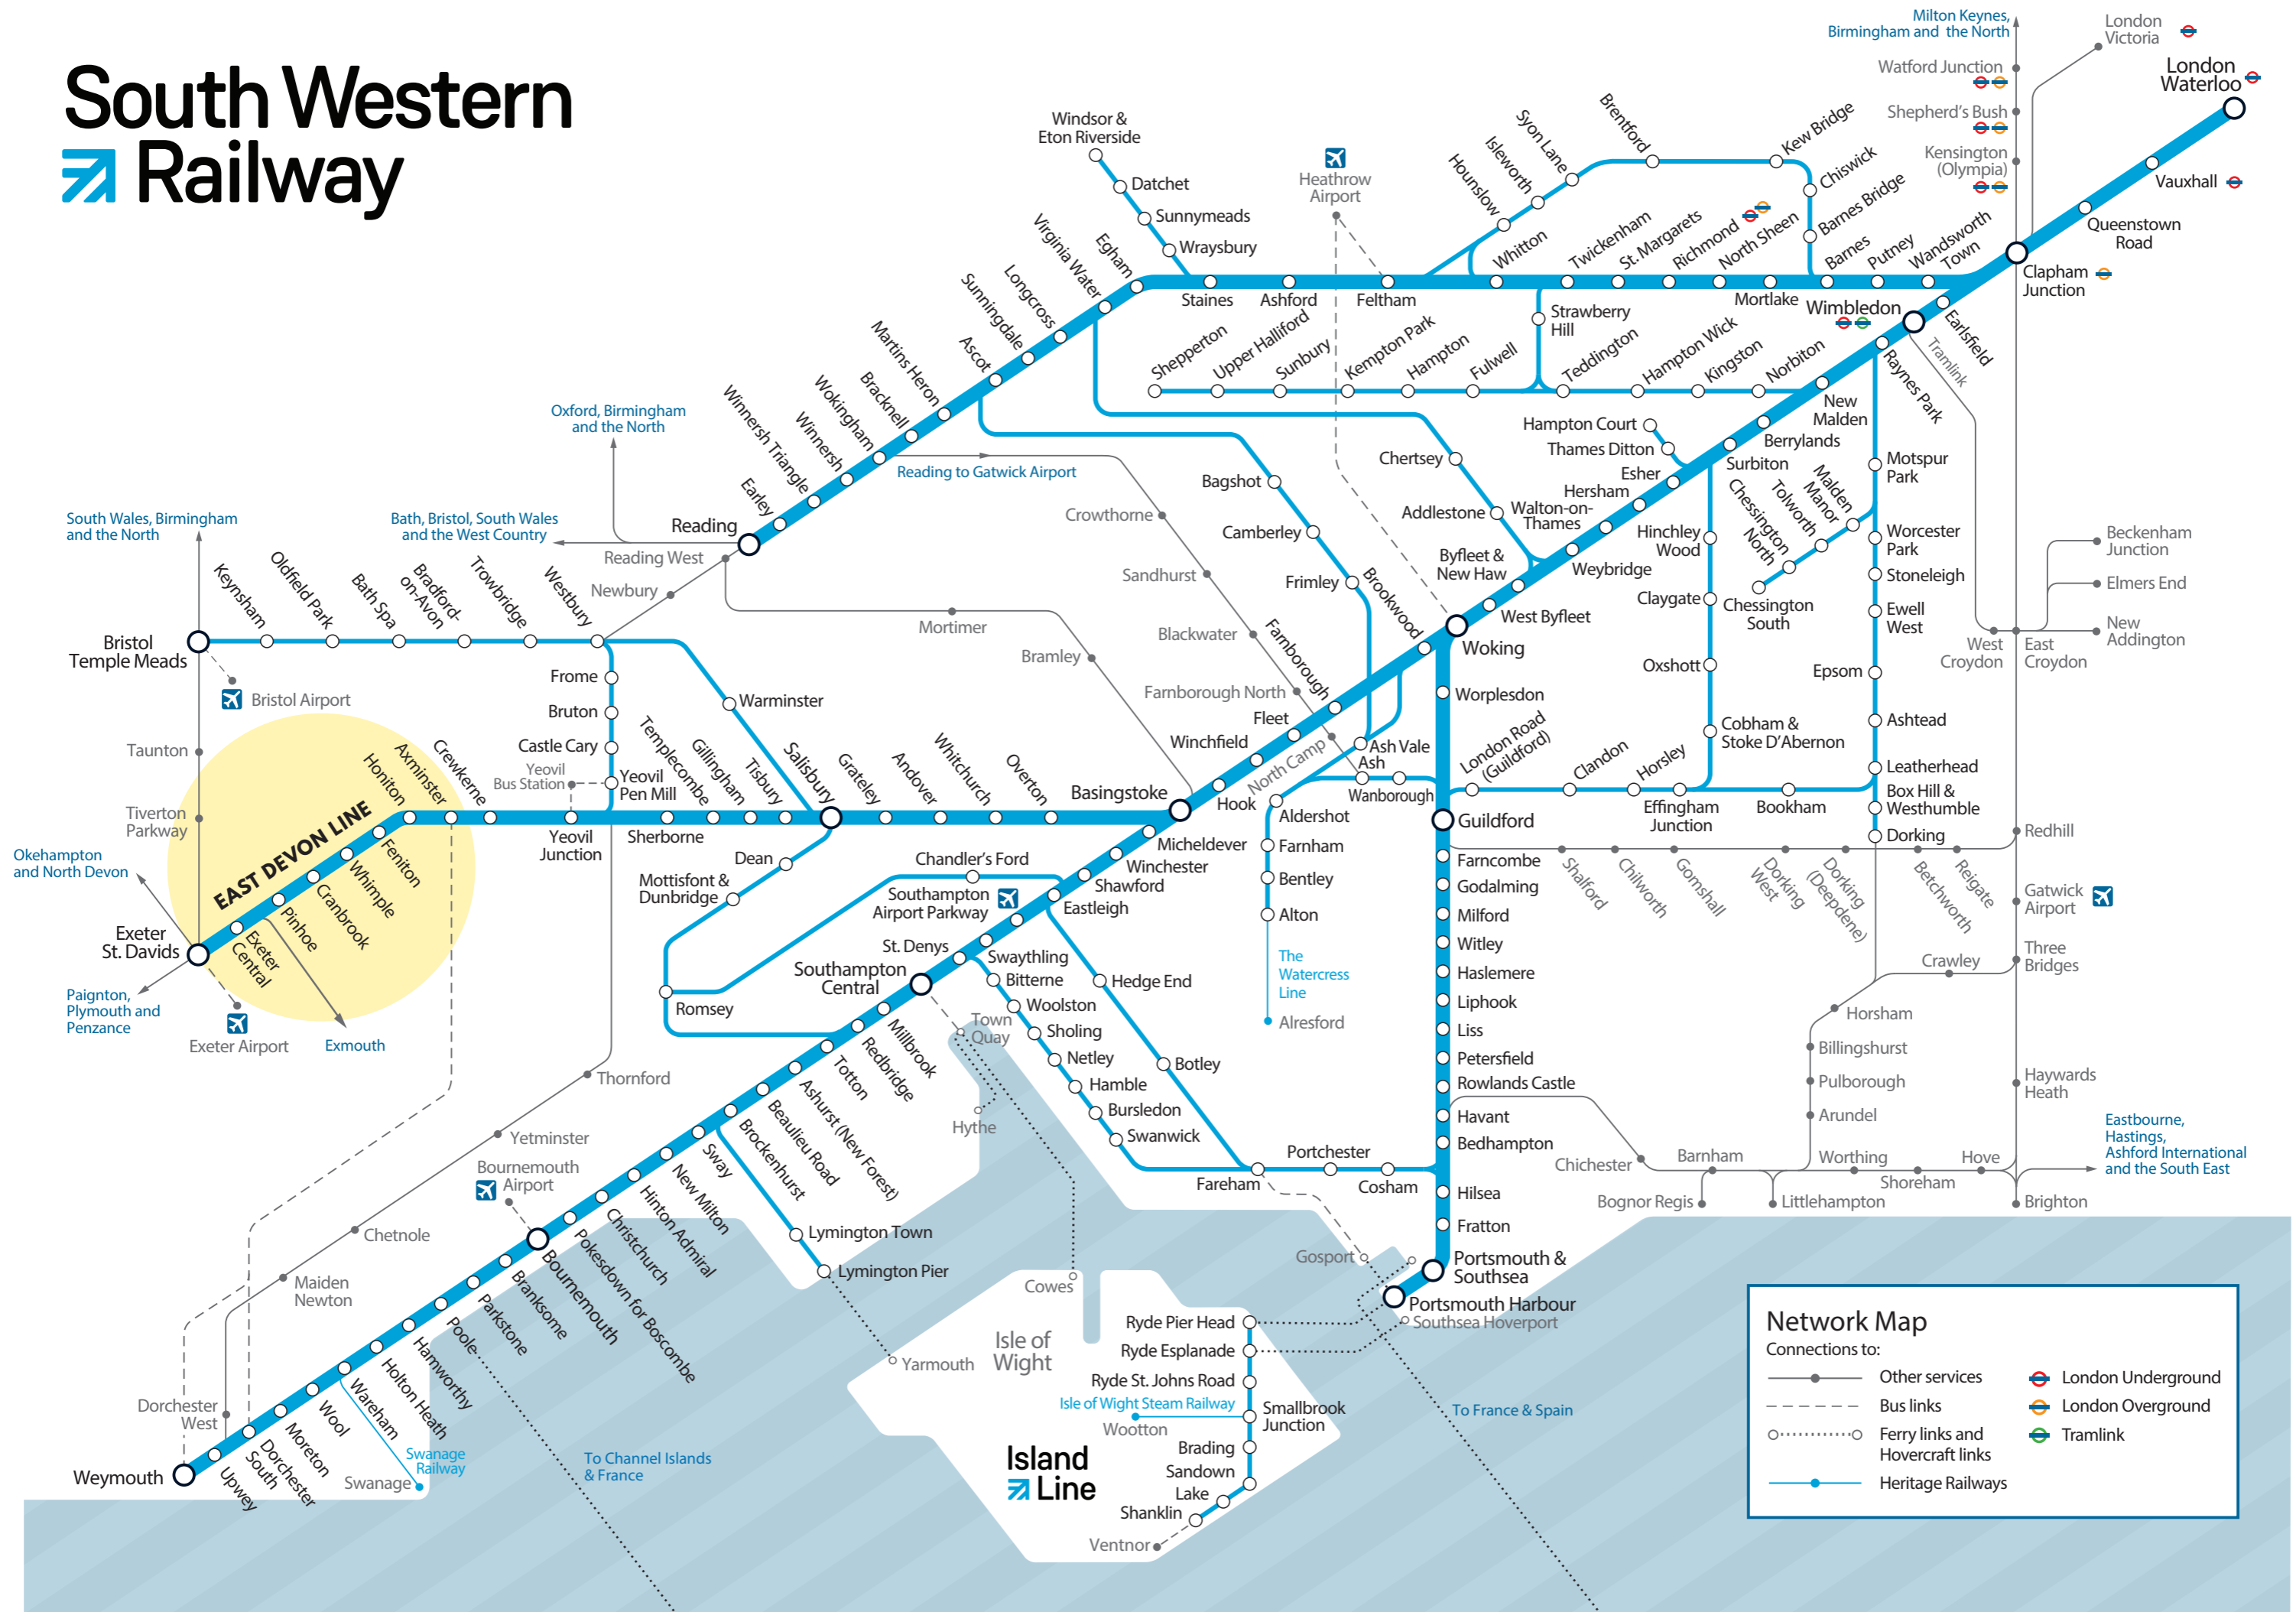 South Western
Railway
Milton Keynes,
Birmingham and  the North
London
Victoria
Watford Junction
London
Waterloo
Shepherd's Bush
Kensington
(Olympia)
Vauxhall
Queenstown
Road
Clapham
Junction
Windsor &
Eton Riverside
Datchet
Sunnymeads
Wraysbury
Heathrow
Airport
Hounslow
Isleworth
Syon Lane
Brentford
Kew Bridge
Chiswick
Barnes Bridge
Virginia Water
Egham
Staines
Ashford
Feltham
Whitton
Twickenham
St. Margarets
Richmond
North Sheen
Mortlake
Barnes
Putney
Wandsworth
Town
Wimbledon
Earlsfield
Tramlink
Raynes Park
Strawberry
Hill
Shepperton
Upper Halliford
Sunbury
Kempton Park
Hampton
Fulwell
Teddington
Hampton Wick
Kingston
Norbiton
New
Malden
Berrylands
Surbiton
Hampton Court
Thames Ditton
Esher
Hersham
Walton-on-
Thames
Weybridge
Byfleet &
New Haw
West Byfleet
Woking
Longcross
Sunningdale
Ascot
Martins Heron
Bracknell
Wokingham
Winnersh
Winnersh Triangle
Earley
Reading
Oxford, Birmingham
and the North
Reading to Gatwick Airport
Bath, Bristol, South Wales
and the West Country
Reading West
Newbury
Mortimer
Bramley
Crowthorne
Sandhurst
Blackwater
Farnborough North
North Camp
Bagshot
Camberley
Frimley
Chertsey
Addlestone
Brookwood
Farnborough
Fleet
Winchfield
Hook
Basingstoke
Ash Vale
Ash
Wanborough
Aldershot
Farnham
Bentley
Alton
The
Watercress
Line
Alresford
Motspur
Park
Malden
Manor
Tolworth
Chessington
North
Chessington
South
Worcester
Park
Stoneleigh
Ewell
West
Epsom
Ashtead
Leatherhead
Box Hill &
Westhumble
Dorking
Hinchley
Wood
Claygate
Oxshott
Cobham &
Stoke D'Abernon
London Road
(Guildford)
Clandon
Horsley
Effingham
Junction
Bookham
Beckenham
Junction
Elmers End
New
Addington
West
Croydon
East
Croydon
Redhill
Gatwick
Airport
Three
Bridges
Crawley
Haywards
Heath
Horsham
Billingshurst
Pulborough
Arundel
Shalford
Chilworth
Gomshall
Dorking
West
Dorking
(Deepdene)
Betchworth
Reigate
Eastbourne,
Hastings,
Ashford International
and the South East
Chichester
Barnham
Bognor Regis
Littlehampton
Worthing
Shoreham
Hove
Brighton
Worplesdon
Guildford
Farncombe
Godalming
Milford
Witley
Haslemere
Liphook
Liss
Petersfield
Rowlands Castle
Havant
Bedhampton
Hilsea
Fratton
Portsmouth &
Southsea
Portsmouth Harbour
Southsea Hoverport
Gosport
South Wales, Birmingham
and the North
Bristol
Temple Meads
Keynsham
Oldfield Park
Bath Spa
Bradford-
on-Avon
Trowbridge
Westbury
Bristol Airport
Taunton
Tiverton
Parkway
Frome
Bruton
Castle Cary
Yeovil
Bus Station
Yeovil
Pen Mill
Warminster
EAST DEVON LINE
Honiton
Axminster
Crewkerne
Yeovil
Junction
Sherborne
Templecombe
Gillingham
Tisbury
Salisbury
Grateley
Andover
Whitchurch
Overton
Okehampton
and North Devon
Exeter
St. Davids
Exeter
Central
Pinhoe
Cranbrook
Whimple
Feniton
Paignton,
Plymouth and
Penzance
Exeter Airport
Exmouth
Dean
Mottisfont &
Dunbridge
Romsey
Chandler's Ford
Micheldever
Winchester
Shawford
Eastleigh
Southampton
Airport Parkway
Swaythling
St. Denys
Southampton
Central
Bitterne
Woolston
Sholing
Netley
Hamble
Bursledon
Swanwick
Hedge End
Botley
Fareham
Portchester
Cosham
Town
Quay
Hythe
Millbrook
Redbridge
Totton
Ashurst (New Forest)
Beaulieu Road
Brockenhurst
Sway
New Milton
Hinton Admiral
Christchurch
Pokesdown for Boscombe
Bournemouth
Branksome
Parkstone
Poole
Hamworthy
Holton Heath
Wareham
Wool
Moreton
Dorchester
South
Upwey
Weymouth
Lymington Town
Lymington Pier
Thornford
Yetminster
Chetnole
Maiden
Newton
Dorchester
West
Bournemouth
Airport
Swanage
Railway
Swanage
To Channel Islands
& France
Yarmouth
Cowes
Isle of
Wight
Ryde Pier Head
Ryde Esplanade
Ryde St. Johns Road
Isle of Wight Steam Railway
Wootton
Smallbrook
Junction
Brading
Sandown
Lake
Shanklin
Ventnor
Island
Line
To France & Spain
Network Map
Connections to:
Other services
Bus links
Ferry links and
Hovercraft links
Heritage Railways
London Underground
London Overground
Tramlink